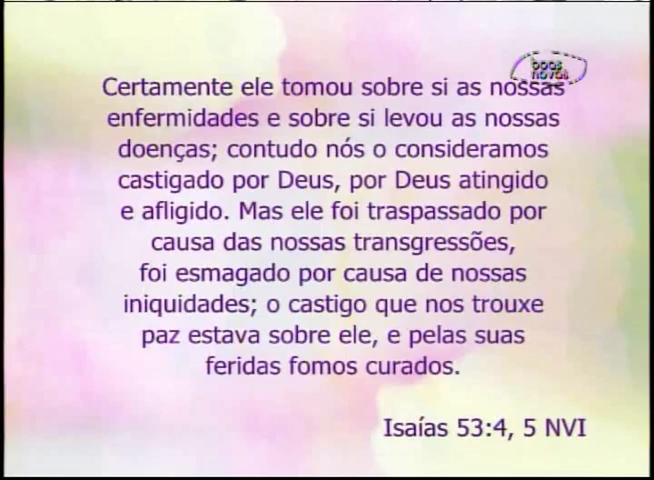 boas
novas
Certamente ele tomou sobre si as nossas
enfermidades e sobre si levou as nossas
doenças; contudo nós o consideramos
castigado por Deus, por Deus atingido
e afligido. Mas ele foi traspassado por
causa das nossas transgressões,
foi esmagado por causa de nossas
iniquidades; o castigo que nos trouxe
paz estava sobre ele, e pelas suas
feridas fomos curados.
Isaías 53:4, 5 NVI